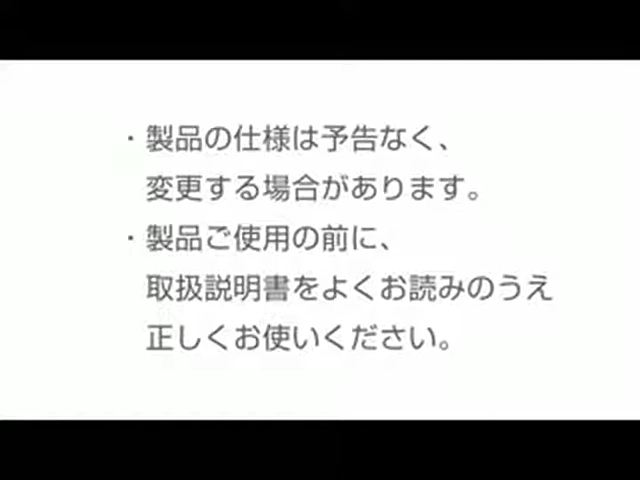 ・製品の仕様は予告なく、
変更する場合があります。
・製品ご使用の前に、
取扱説明書をよくお読みのうえ
正しくお使いください。